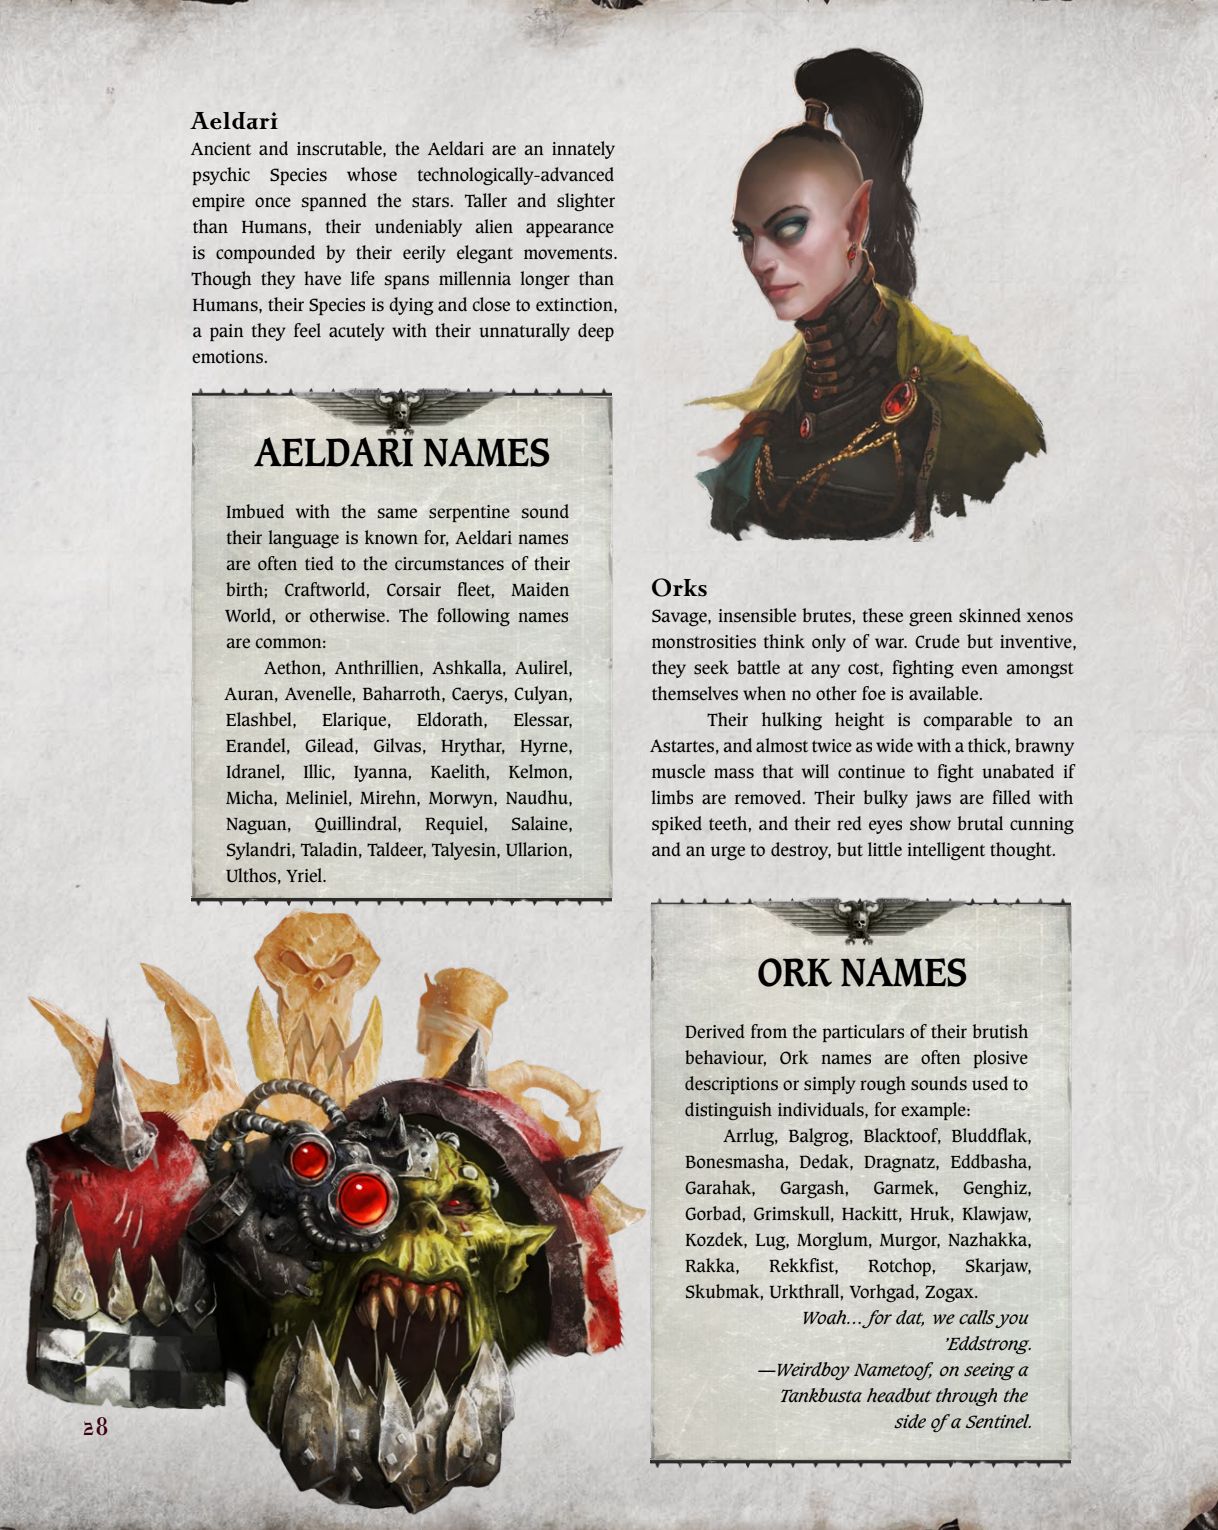 Aeldari
Ancient and inscrutable, the Aeldari are an innately
psychic Species whose technologically-advanced
empire once spanned the stars. Taller and slighter
than Humans, their undeniably alien appearance
is compounded by their eerily elegant movements.
Though they have life spans millennia longer than
Humans, their Species is dying and close to extinction,
a pain they feel acutely with their unnaturally deep
emotions.
AELDARI NAMES
Imbued with the same serpentine sound
their language is known for, Aeldari names
are often tied to the circumstances of their
birth; Craftworld, Corsair fleet, Maiden
World, or otherwise. The following names
are common:
Aethon, Anthrillien, Ashkalla, Aulirel,
Auran, Avenelle, Baharroth, Caerys, Culyan,
Elashbel, Elarique, Eldorath, Elessar,
Erandel, Gilead, Gilvas, Hrythar, Hyrne,
Idranel, Illic, Iyanna, Kaelith, Kelmon,
Micha, Meliniel, Mirehn, Morwyn, Naudhu,
Naguan, Quillindral, Requiel, Salaine,
Sylandri, Taladin, Taldeer, Talyesin, Ullarion,
Ulthos, Yriel.
Orks
Savage, insensible brutes, these green skinned xenos
monstrosities think only of war. Crude but inventive,
they seek battle at any cost, fighting even amongst
themselves when no other foe is available.
Their hulking height is comparable to an
Astartes, and almost twice as wide with a thick, brawny
muscle mass that will continue to fight unabated if
limbs are removed. Their bulky jaws are filled with
spiked teeth, and their red eyes show brutal cunning
and an urge to destroy, but little intelligent thought.
ORK NAMES
Derived from the particulars of their brutish
behaviour, Ork names are often plosive
descriptions or simply rough sounds used to
distinguish individuals, for example:
Arrlug, Balgrog, Blacktoof, Bluddflak,
Bonesmasha, Dedak, Dragnatz, Eddbasha,
Garahak, Gargash, Garmek, Genghiz,
Gorbad, Grimskull, Hackitt, Hruk, Klawjaw,
Kozdek, Lug, Morglum, Murgor, Nazhakka,
Rakka, Rekkfist, Rotchop, Skarjaw,
Skubmak, Urkthrall, Vorhgad, Zogax.
Woah… for dat, we calls you
'Eddstrong.
—Weirdboy Nametoof, on seeing a
Tankbusta headbut through the
side of a Sentinel.
28